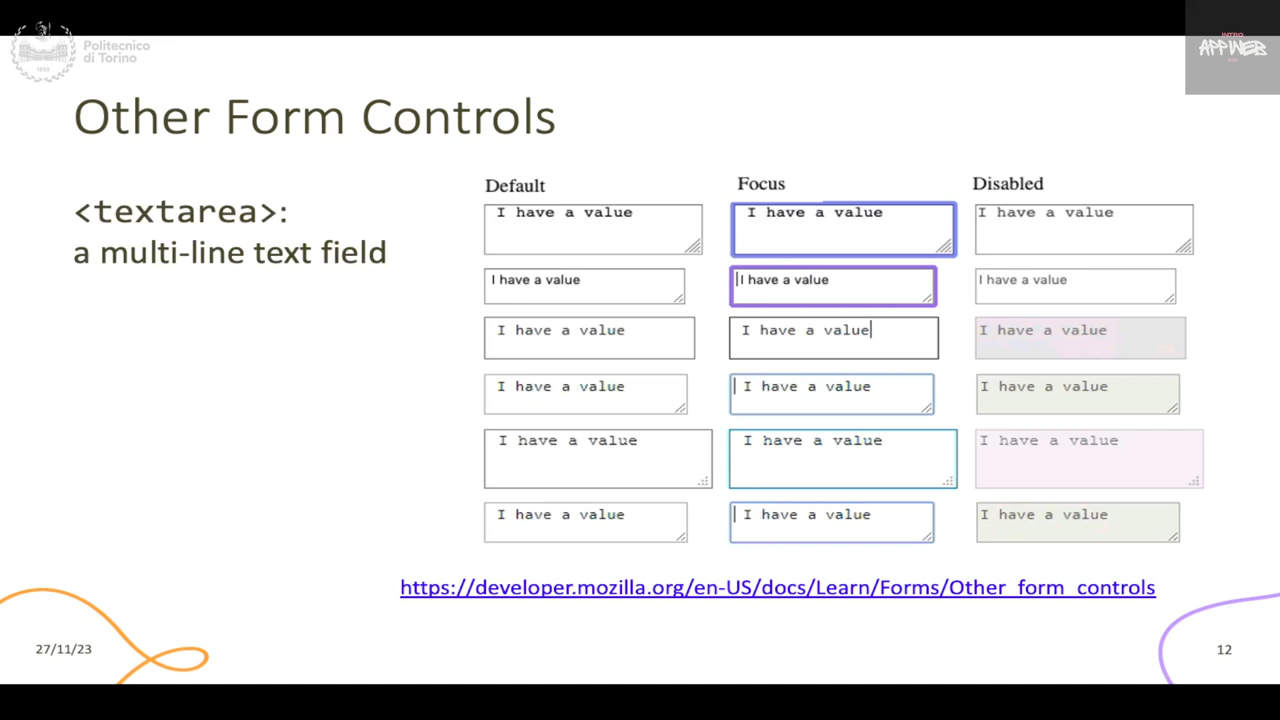 Politecnico
di Torino
1859
INTRO
APPIWEB
Other Form Controls
<textarea>:
a multi-line text field
Default Focus Disabled
I have a value I have a value I have a value
I have a value I have a value I have a value
I have a value I have a value I have a value
I have a value I have a value I have a value
I have a value I have a value I have a value
I have a value I have a value I have a value
https://developer.mozilla.org/en-US/docs/Learn/Forms/Other_form_controls
27/11/23
12